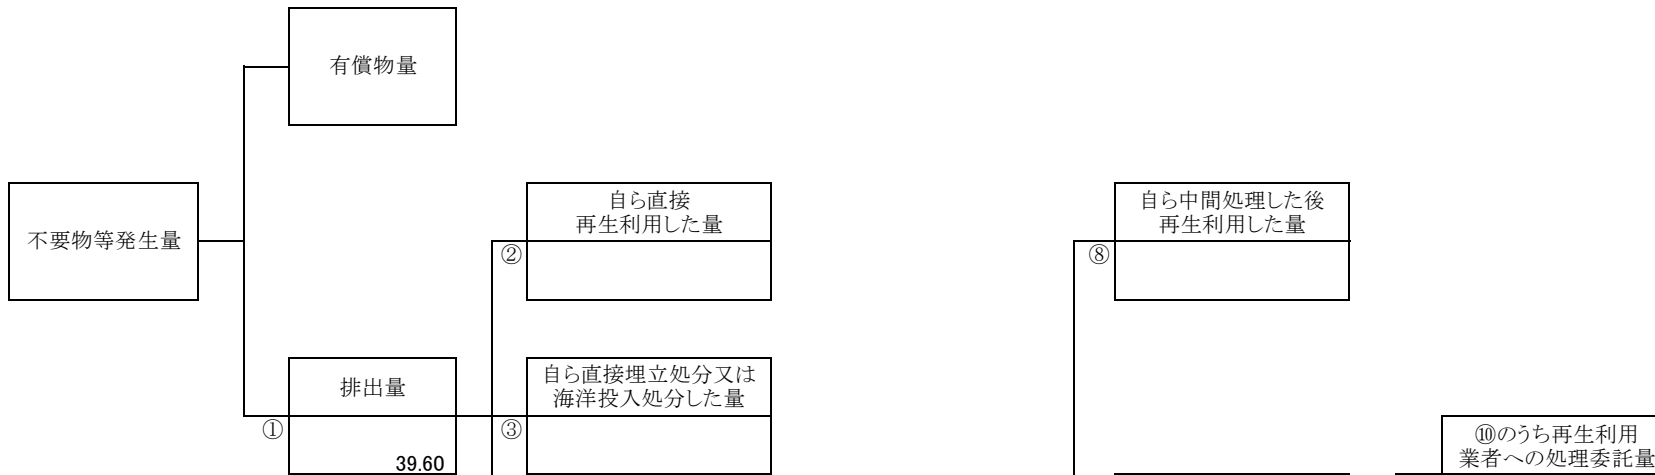 有償物量
不要物等発生量
自ら直接
再生利用した量
②
自ら中間処理した後
再生利用した量
⑧
排出量
①
39.60
自ら直接埋立処分又は
海洋投入処分した量
③
⑩のうち再生利用
業者への処理委託量